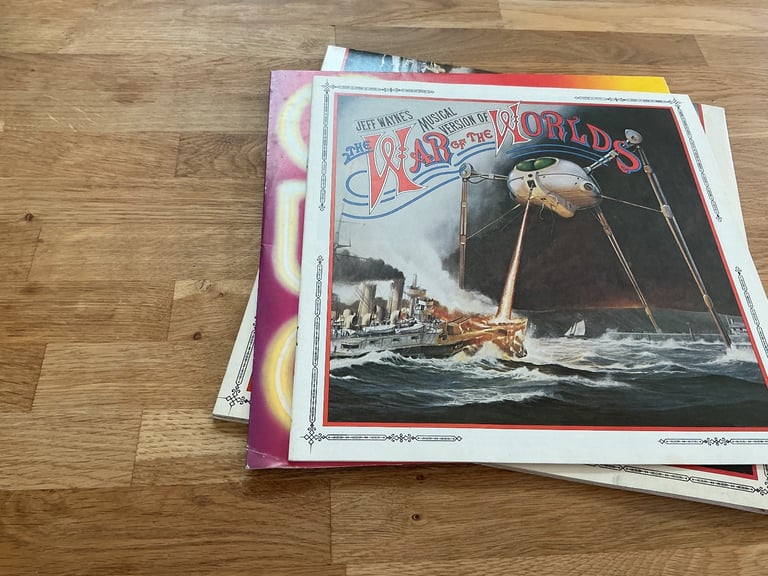 JEFF WAYNE'S
MUSICAL
VERSION OF
THE WAR OF THE WORLDS